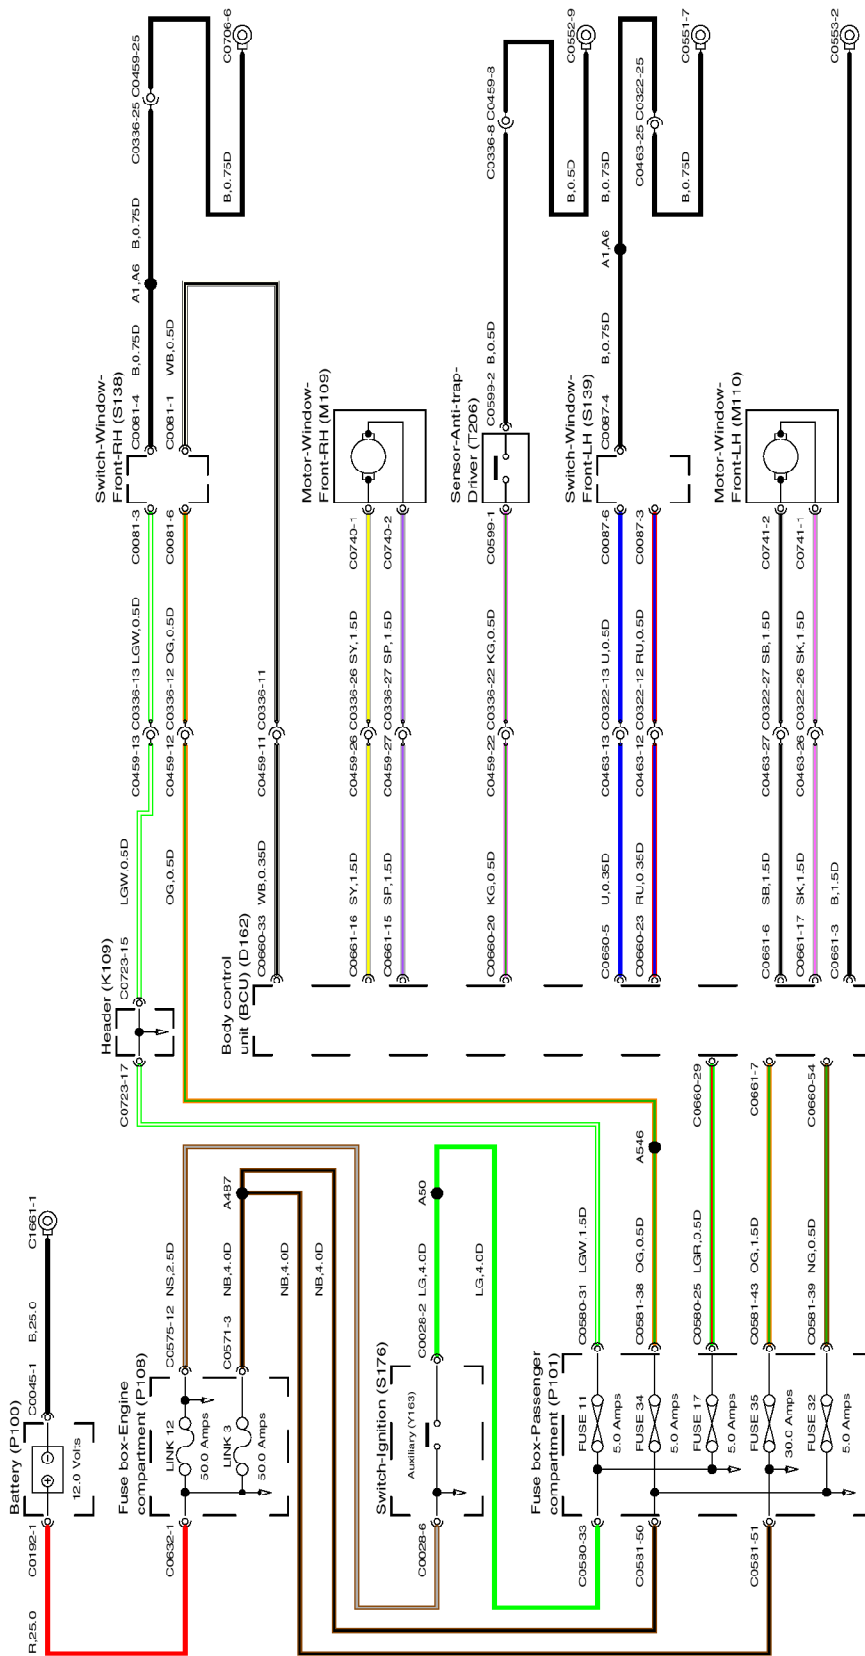 Battery (P100)
C0192-1
C0045-1
C1661-1
R,25.0
B,25.0
12.0 Volts
Fuse box-Engine
compartment (P108)
C0632-1
C0575-12
NS,2.5D
C0571-3
NB,4.0D
NB,4.0D
NB,4.0D
A487
LINK 12
50.0 Amps
LINK 3
50.0 Amps
Switch-Ignition (S176)
Auxiliary (Y163)
C0028-6
C0028-2
LG,4.0D
A50
LG,4.0D
Fuse box-Passenger
compartment (P101)
C0580-33
C0581-50
C0581-51
FUSE 11
5.0 Amps
FUSE 34
5.0 Amps
FUSE 17
5.0 Amps
FUSE 35
30.0 Amps
FUSE 32
5.0 Amps
C0580-31
LGW,1.5D
C0581-38
OG,0.5D
A546
C0580-25
LGR,0.5D
C0660-29
C0581-43
OG,1.5D
C0661-7
C0581-39
NG,0.5D
C0660-54
Header (K109)
C0723-17
C0723-15
LGW,0.5D
C0459-13
C0336-13
LGW,0.5D
C0081-3
OG,0.5D
C0459-12
C0336-12
OG,0.5D
C0081-6
Body control
unit (BCU) (D162)
C0660-33
WB,0.35D
C0459-11
C0336-11
WB,0.5D
C0081-1
Switch-Window-
Front-RH (S138)
C0081-4
B,0.75D
A1,A6
B,0.75D
C0336-25
C0459-25
B,0.75D
C0706-6
C0661-16
SY,1.5D
C0459-26
C0336-26
SY,1.5D
C0740-1
C0661-15
SP,1.5D
C0459-27
C0336-27
SP,1.5D
C0740-2
Motor-Window-
Front-RH (M109)
C0660-20
KG,0.5D
C0459-22
C0336-22
KG,0.5D
C0599-1
Sensor-Anti-trap-
Driver (T206)
C0599-2
B,0.5D
C0336-8
C0459-8
B,0.5D
C0552-9
C0660-5
U,0.35D
C0463-13
C0322-13
U,0.5D
C0087-6
C0660-23
RU,0.35D
C0463-12
C0322-12
RU,0.5D
C0087-3
Switch-Window-
Front-LH (S139)
C0087-4
B,0.75D
A1,A6
B,0.75D
C0463-25
C0322-25
B,0.75D
C0551-7
C0661-6
SB,1.5D
C0463-27
C0322-27
SB,1.5D
C0741-2
C0661-17
SK,1.5D
C0463-26
C0322-26
SK,1.5D
C0741-1
Motor-Window-
Front-LH (M110)
C0661-3
B,1.5D
C0553-2